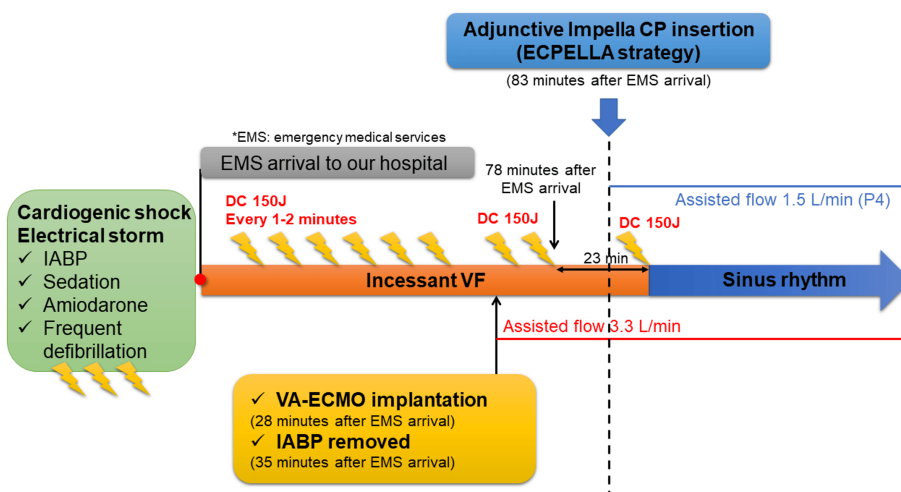 Adjunctive Impella CP insertion
(ECPELLA strategy)
(83 minutes after EMS arrival)
*EMS: emergency medical services
EMS arrival to our hospital
78 minutes after
EMS arrival
Assisted flow 1.5 L/min (P4)
Cardiogenic shock
Electrical storm
✓ IABP
✓ Sedation
✓ Amiodarone
✓ Frequent
defibrillation
DC 150J
Every 1-2 minutes
DC 150J
DC 150J
23 min
Incessant VF
Sinus rhythm
Assisted flow 3.3 L/min
✓ VA-ECMO implantation
(28 minutes after EMS arrival)
✓ IABP removed
(35 minutes after EMS arrival)